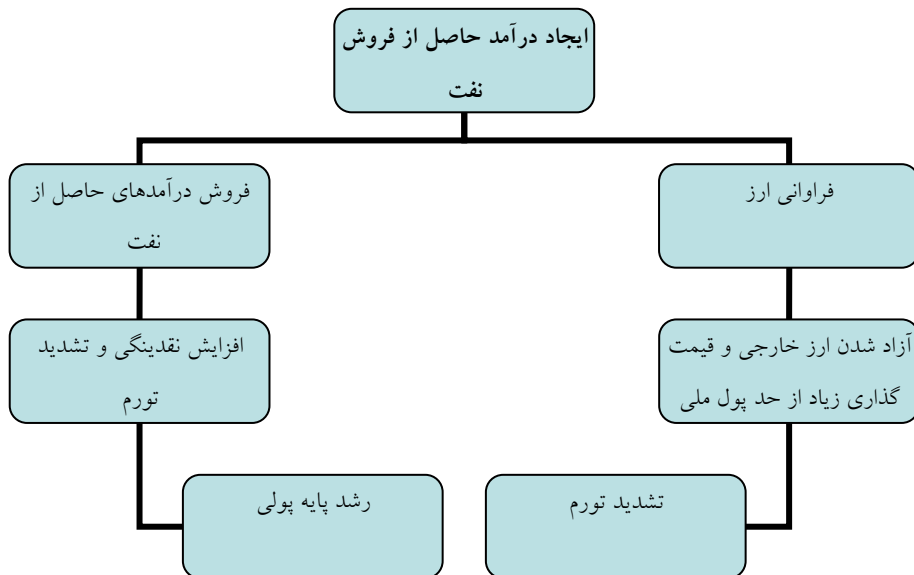 ایجاد درآمد حاصل از فروش
نفت
فراوانی ارز
فروش درآمدهای حاصل از
نفت
آزاد شدن ارز خارجی و قیمت
گذاری زیاد از حد پول ملی
افزایش نقدینگی و تشدید
تورم
تشدید تورم
رشد پایه پولی